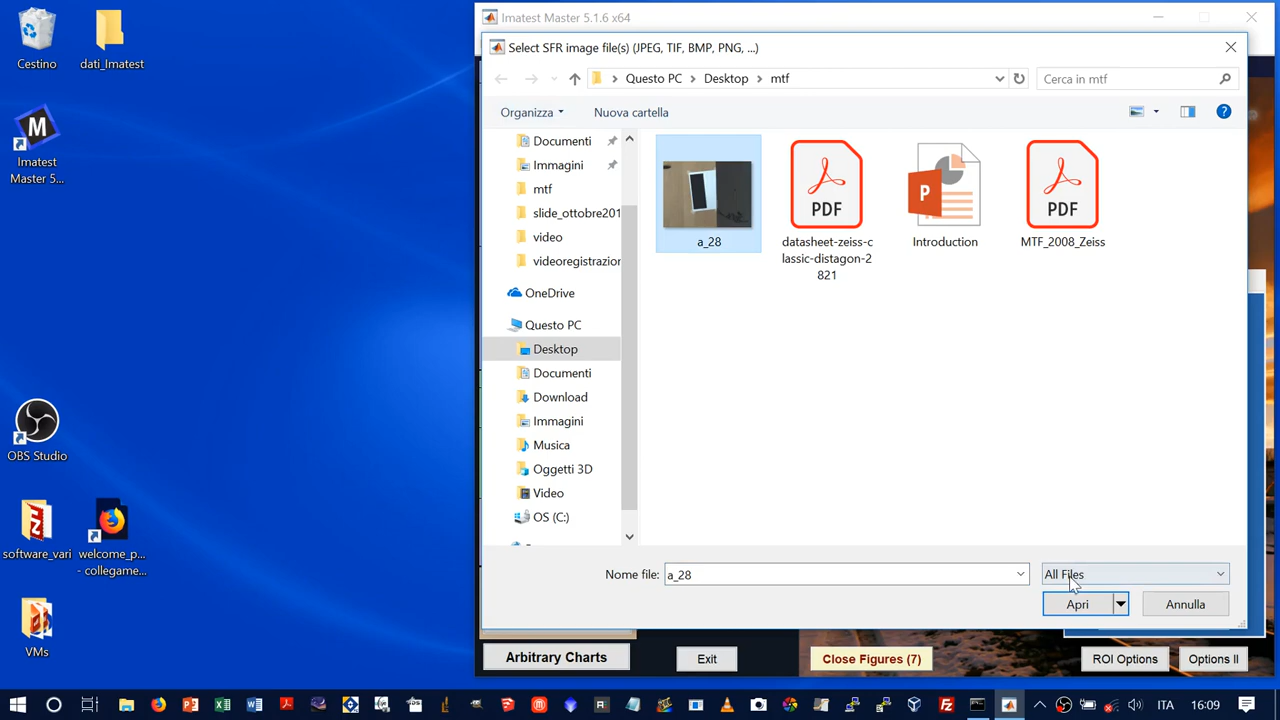 Cestino
dati_Imatest
M
Imatest
Master 5...
OBS Studio
software_vari
welcome_p...
- collegame...
VMs
Imatest Master 5.1.6 x64
Select SFR image file(s) (JPEG, TIF, BMP, PNG, ...)
Questo PC
Desktop
mtf
Cerca in mtf
Organizza
Nuova cartella
?
Documenti
Immagini
mtf
slide_ottobre201
video
videoregistrazior
OneDrive
Questo PC
Desktop
Documenti
Download
Immagini
Musica
Oggetti 3D
Video
OS (C:)
a_28
PDF
datasheet-zeiss-c
lassic-distagon-2
821
P
Introduction
PDF
MTF_2008_Zeiss
Nome file:
a_28
All Files
Apri
Annulla
Arbitrary Charts
Exit
Close Figures (7)
ROI Options
Options II
ITA
16:09